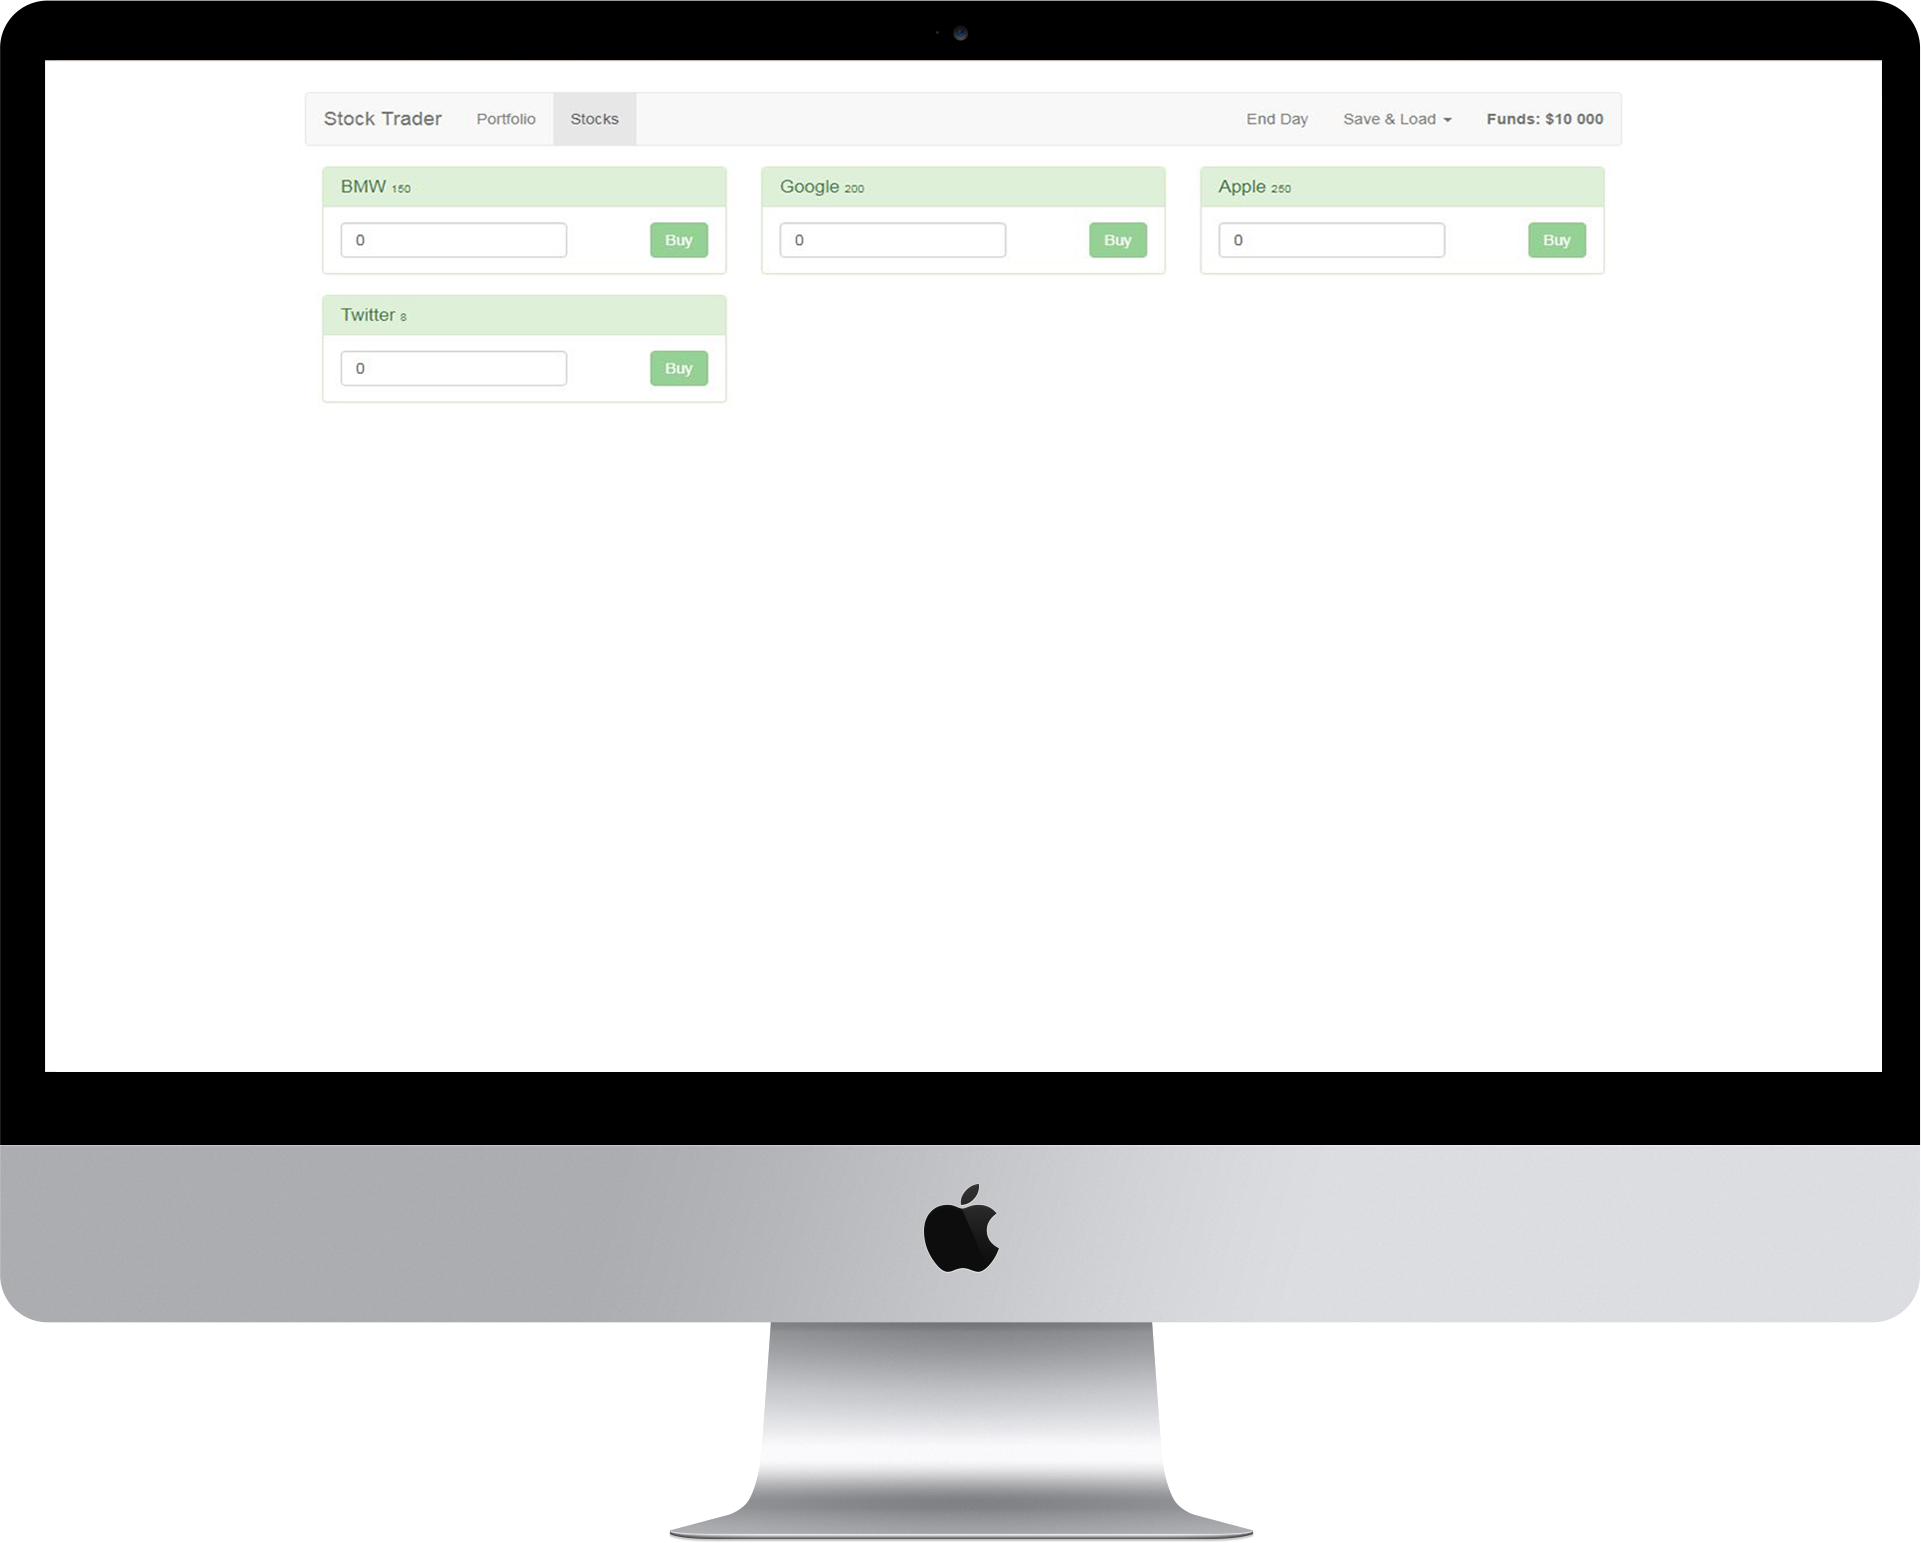 Stock Trader Portfolio Stocks End Day Save & Load Funds: $10 000
BMW 150 Google 200 Apple 250
0 Buy 0 Buy 0 Buy
Twitter 8
0 Buy